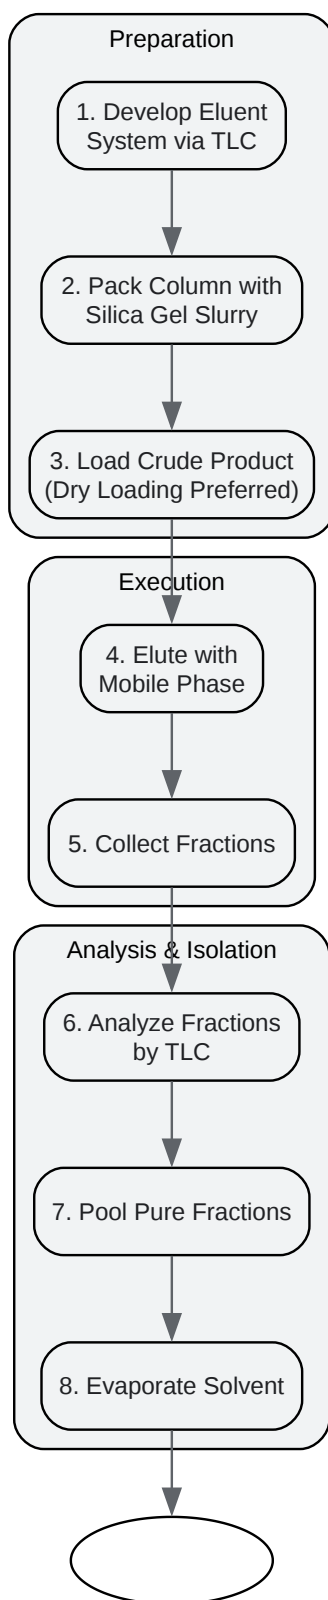 Preparation
1. Develop Eluent
System via TLC
2. Pack Column with
Silica Gel Slurry
3. Load Crude Product
(Dry Loading Preferred)
Execution
4. Elute with
Mobile Phase
5. Collect Fractions
Analysis & Isolation
6. Analyze Fractions
by TLC
7. Pool Pure Fractions
8. Evaporate Solvent